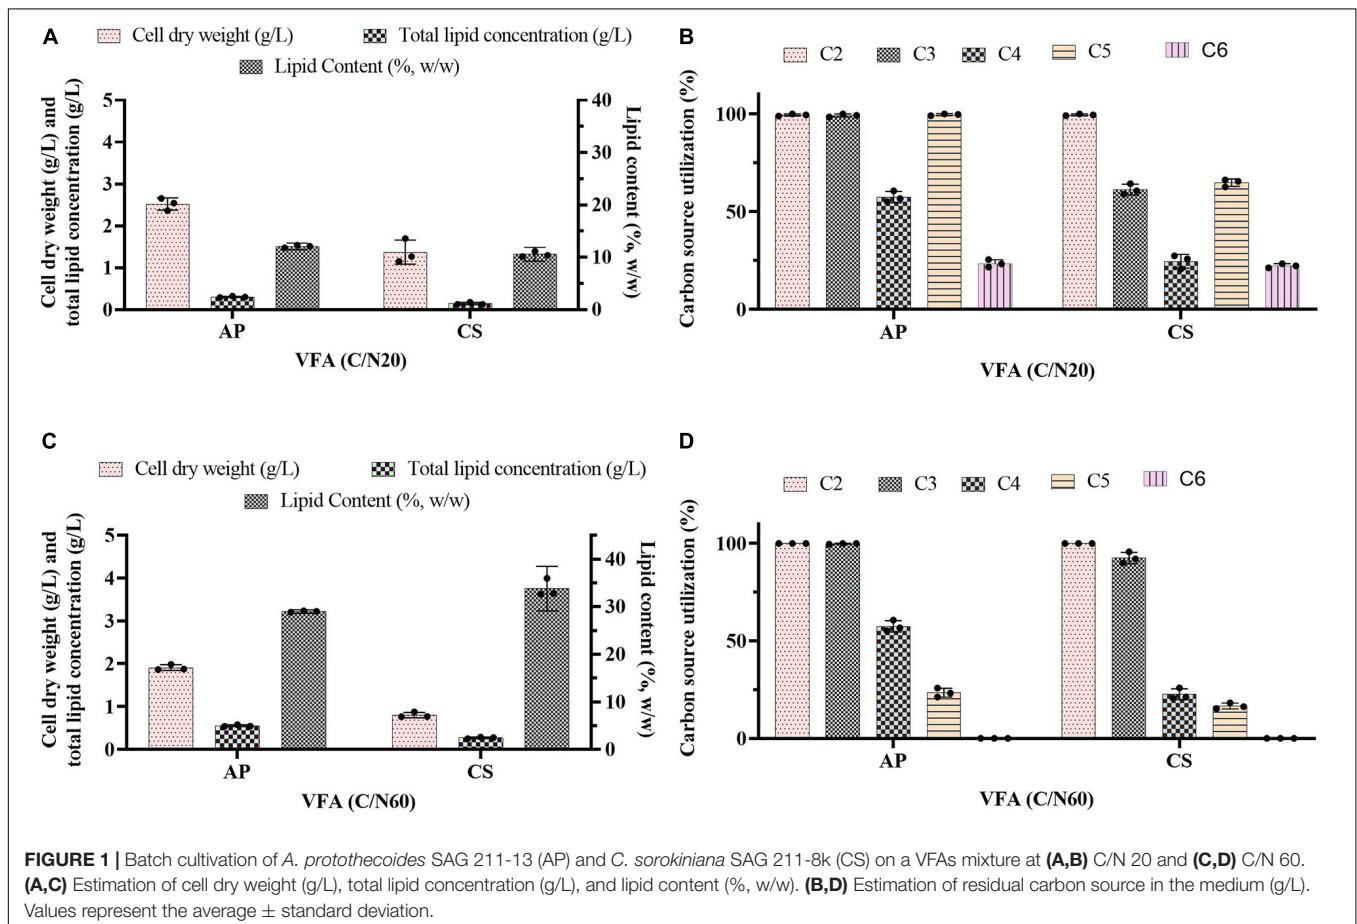 A
Cell dry weight (g/L)
Total lipid concentration (g/L)
Lipid Content (%, w/w)
Cell dry weight (g/L) and
total lipid concentration (g/L)
5
4
3
2
1
0
40
30
20
10
0
Lipid content (%, w/w)
AP
CS
VFA (C/N20)
B
C2
C3
C4
C5
C6
Carbon source utilization (%)
100
50
0
AP
CS
VFA (C/N20)
C
Cell dry weight (g/L)
Total lipid concentration (g/L)
Lipid Content (%, w/w)
Cell dry weight (g/L) and
total lipid concentration (g/L)
5
4
3
2
1
0
40
30
20
10
0
Lipid content (%, w/w)
AP
CS
VFA (C/N60)
D
C2
C3
C4
C5
C6
Carbon source utilization (%)
100
50
0
AP
CS
VFA (C/N60)
FIGURE 1 | Batch cultivation of A. protothecoides SAG 211-13 (AP) and C. sorokiniana SAG 211-8k (CS) on a VFAs mixture at (A,B) C/N 20 and (C,D) C/N 60.
(A,C) Estimation of cell dry weight (g/L), total lipid concentration (g/L), and lipid content (%, w/w). (B,D) Estimation of residual carbon source in the medium (g/L).
Values represent the average ± standard deviation.